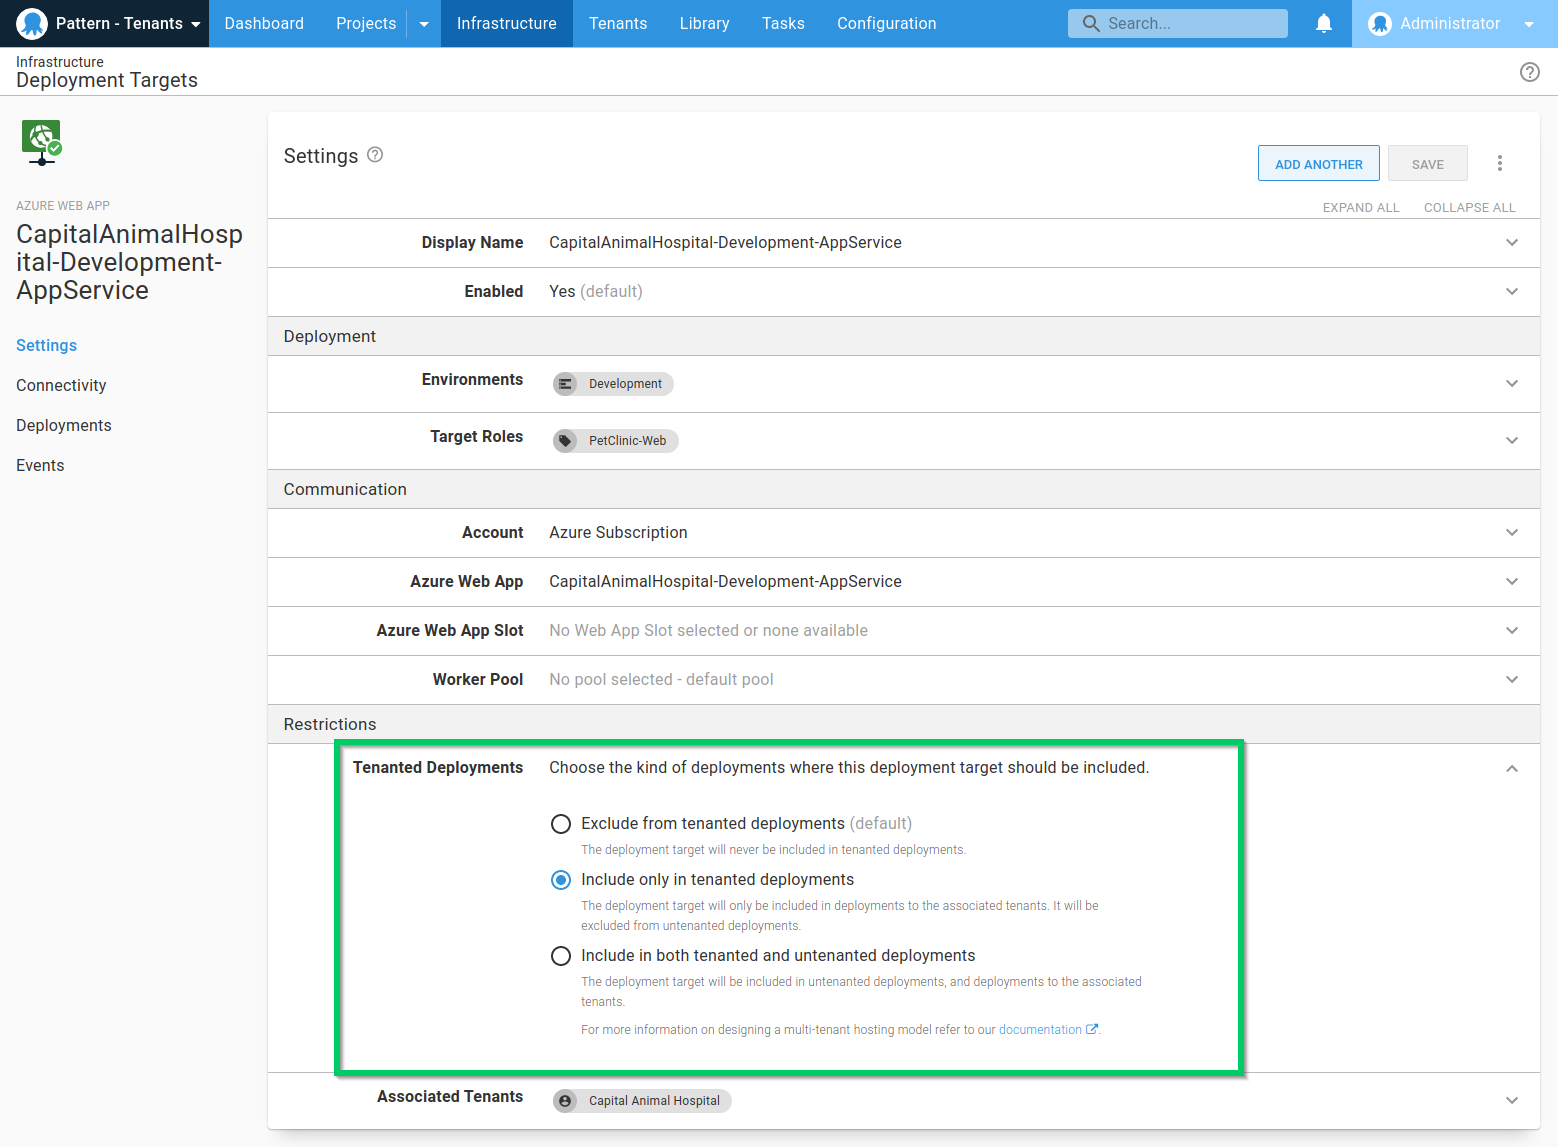 Pattern - Tenants
Dashboard
Projects
Infrastructure
Tenants
Library
Tasks
Configuration
Search...
Administrator
Infrastructure
Deployment Targets
AZURE WEB APP
CapitalAnimalHosp
ital-Development-
AppService
Settings
Connectivity
Deployments
Events
Settings
ADD ANOTHER
SAVE
EXPAND ALL
COLLAPSE ALL
Display Name CapitalAnimalHospital-Development-AppService
Enabled Yes (default)
Deployment
Environments Development
Target Roles PetClinic-Web
Communication
Account Azure Subscription
Azure Web App CapitalAnimalHospital-Development-AppService
Azure Web App Slot No Web App Slot selected or none available
Worker Pool No pool selected - default pool
Restrictions
Tenanted Deployments Choose the kind of deployments where this deployment target should be included.
Exclude from tenanted deployments (default)
The deployment target will never be included in tenanted deployments.
Include only in tenanted deployments
The deployment target will only be included in deployments to the associated tenants. It will be
excluded from untenanted deployments.
Include in both tenanted and untenanted deployments
The deployment target will be included in untenanted deployments, and deployments to the associated
tenants.
For more information on designing a multi-tenant hosting model refer to our documentation.
Associated Tenants Capital Animal Hospital